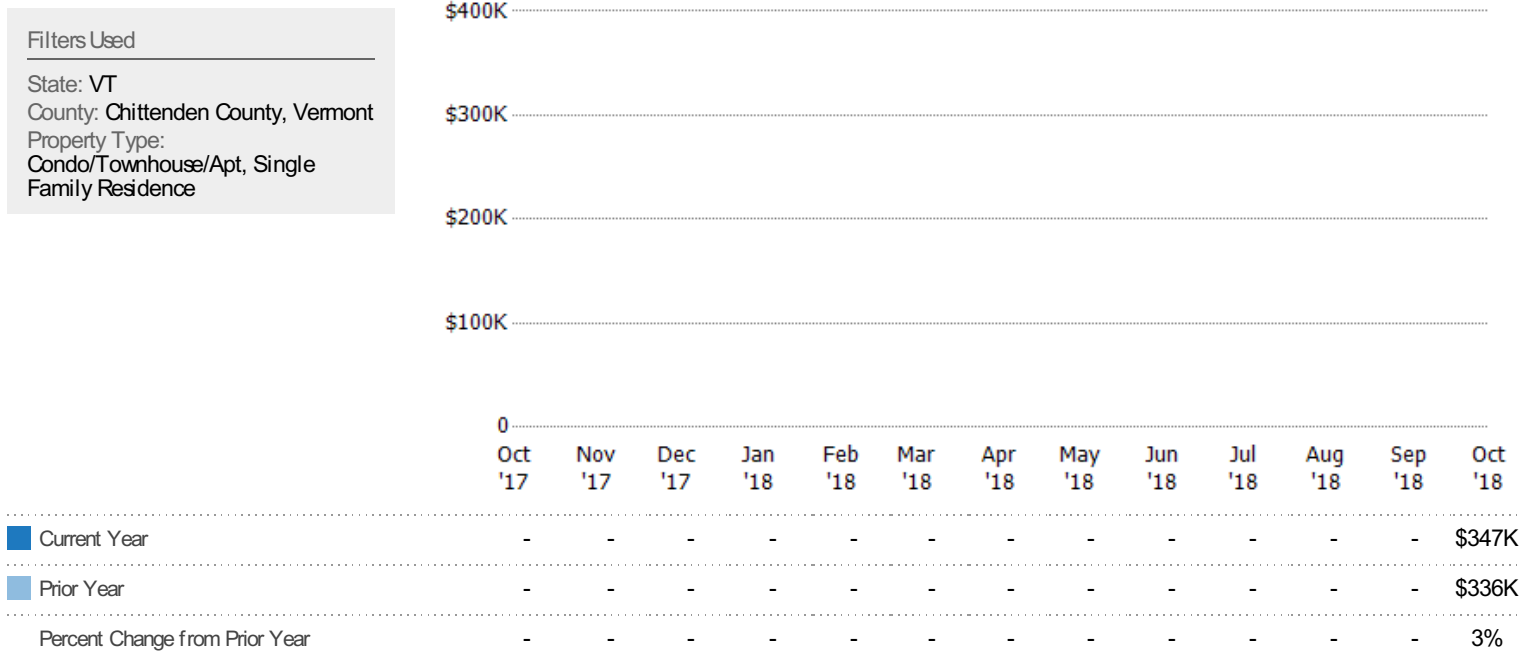 Filters Used
State: VT
County: Chittenden County, Vermont
Property Type:
Condo/Townhouse/Apt, Single
Family Residence
$400K
$300K
$200K
$100K
0
Oct Nov Dec Jan Feb Mar Apr May Jun Jul Aug Sep Oct
'17 '17 '17 '18 '18 '18 '18 '18 '18 '18 '18 '18 '18
Current Year - - - - - - - - - - - - $347K
Prior Year - - - - - - - - - - - - $336K
Percent Change from Prior Year - - - - - - - - - - - - 3%